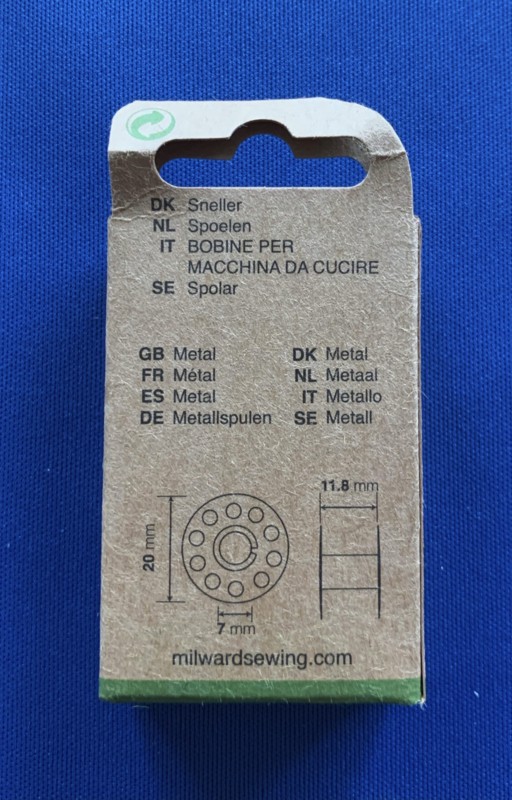 DK Sneller
NL Spoelen
IT BOBINE PER
MACCHINA DA CUCIRE
SE Spolar
GB Metal
FR Métal
ES Metal
DE Metallspulen
DK Metal
NL Metaal
IT Metallo
SE Metall
11.8 mm
20 mm
7 mm
milwardsewing.com